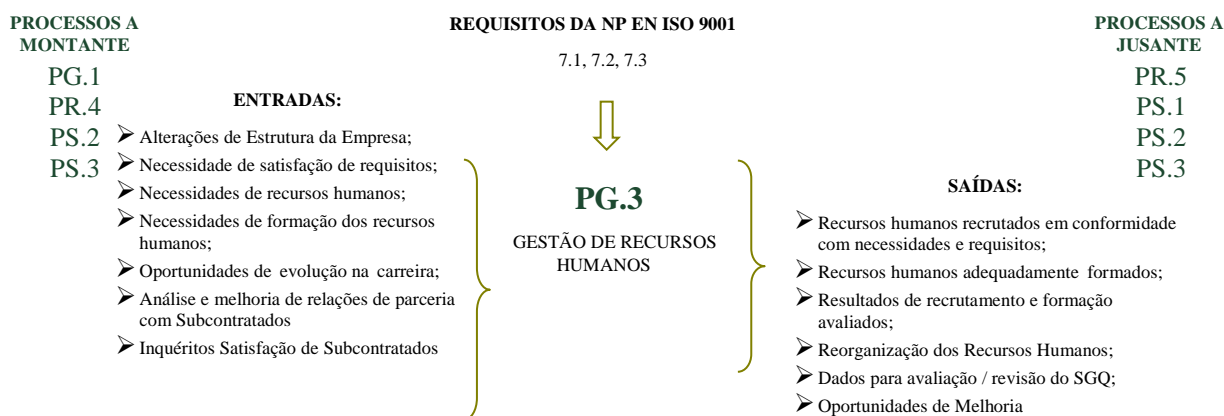 PROCESSOS A
MONTANTE
PG.1
PR.4
PS.2
PS.3
REQUISITOS DA NP EN ISO 9001
7.1, 7.2, 7.3
PROCESSOS A
JUSANTE
PR.5
PS.1
PS.2
PS.3
ENTRADAS:
Alterações de Estrutura da Empresa;
Necessidade de satisfação de requisitos;
Necessidades de recursos humanos;
Necessidades de formação dos recursos
humanos;
Oportunidades de evolução na carreira;
Análise e melhoria de relações de parceria
com Subcontratados
Inquéritos Satisfação de Subcontratados
PG.3
GESTÃO DE RECURSOS
HUMANOS
SAÍDAS:
Recursos humanos recrutados em conformidade
com necessidades e requisitos;
Recursos humanos adequadamente formados;
Resultados de recrutamento e formação
avaliados;
Reorganização dos Recursos Humanos;
Dados para avaliação / revisão do SGQ;
Oportunidades de Melhoria